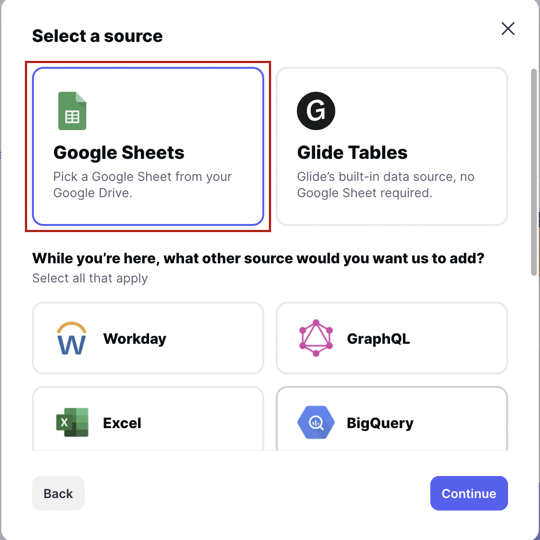 Select a source
Google Sheets
Pick a Google Sheet from your
Google Drive.
G
Glide Tables
Glide’s built-in data source, no
Google Sheet required.
While you’re here, what other source would you want us to add?
Select all that apply
W
Workday
GraphQL
X
Excel
BigQuery
Back
Continue